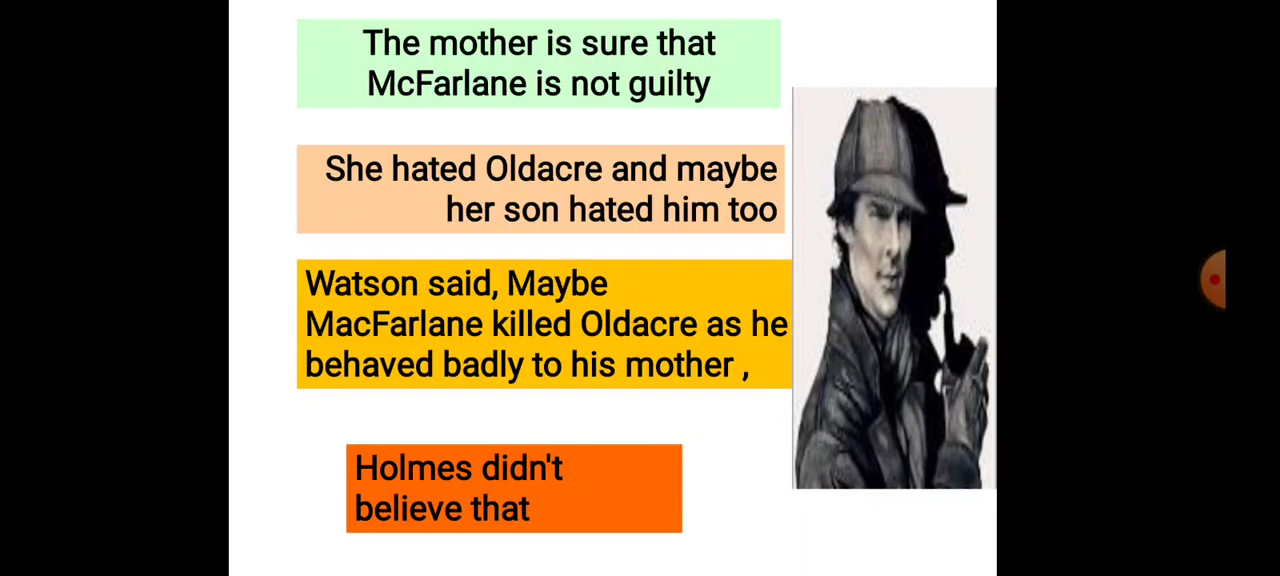 The mother is sure that
McFarlane is not guilty
She hated Oldacre and maybe
her son hated him too
Watson said, Maybe
MacFarlane killed Oldacre as he
behaved badly to his mother ,
Holmes didn't
believe that